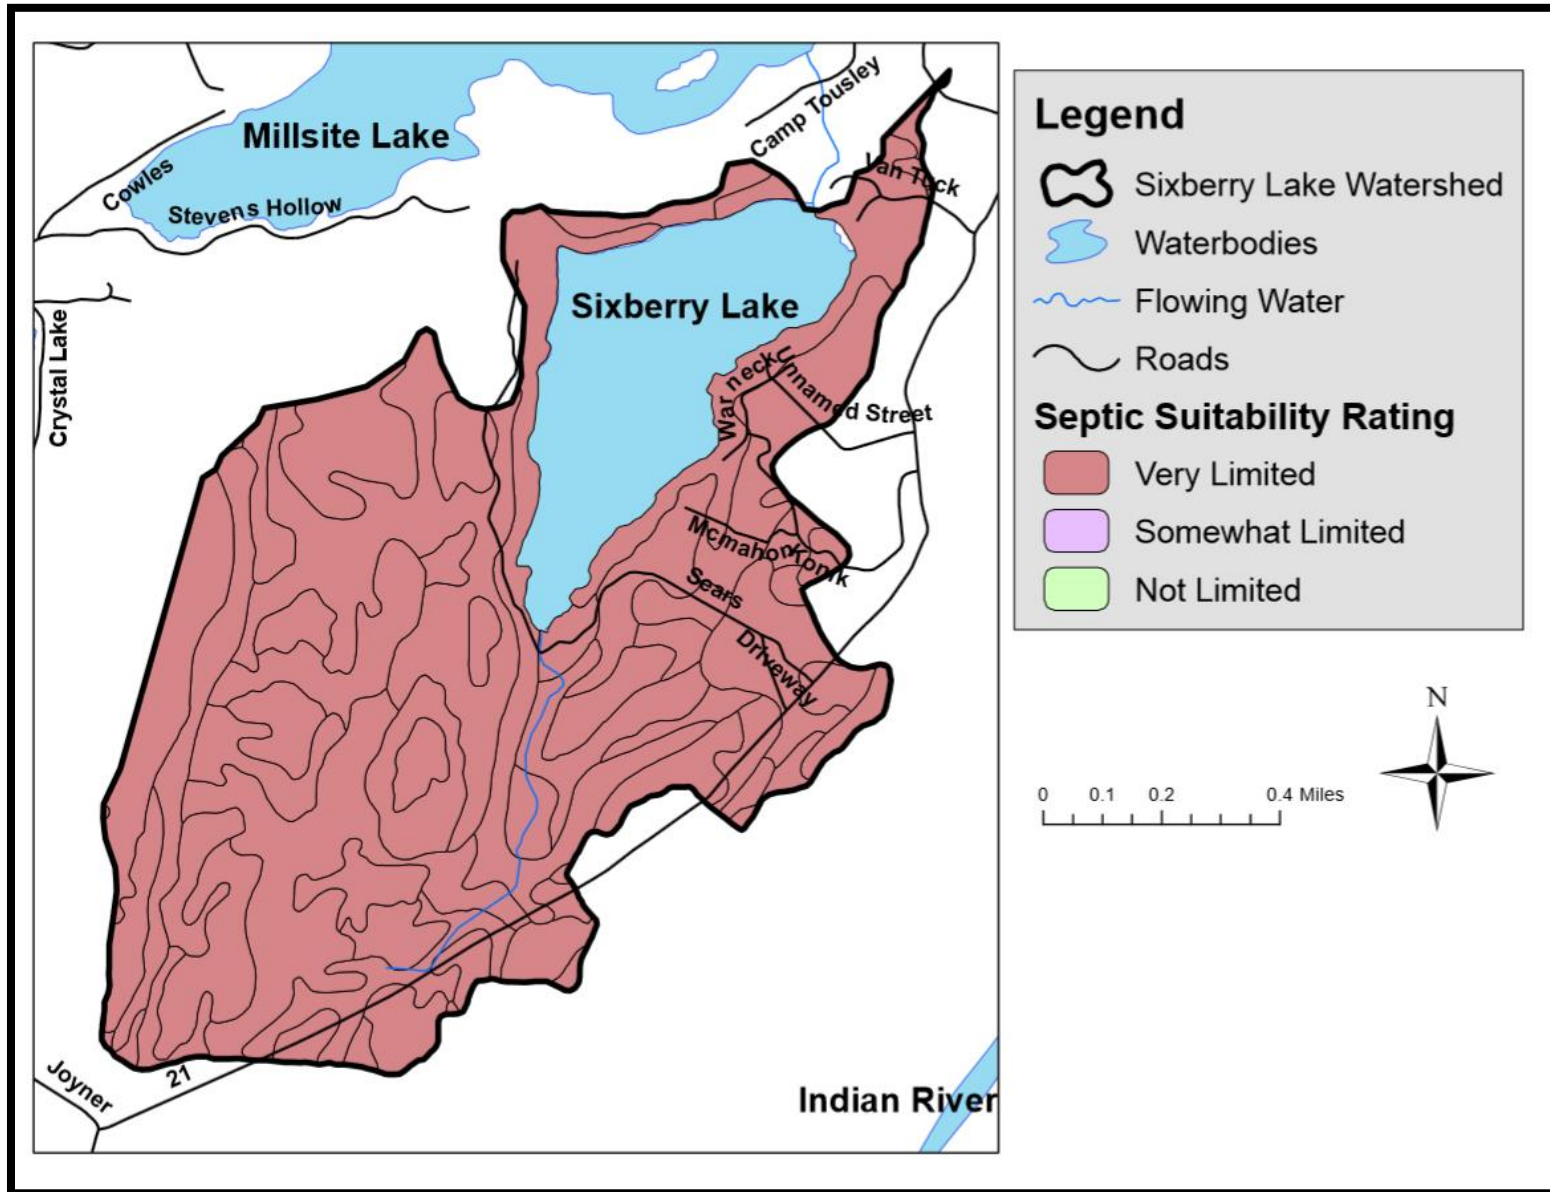 Camp Tousley
Millsite Lake
Cowles
Van Tuck
Stevens Hollow
Sixberry Lake
Crystal Lake
Warneck
Unnamed Street
Mcmahon
Konik
Sears
Driveway
Joyner
21
Indian River
Legend
Sixberry Lake Watershed
Waterbodies
Flowing Water
Roads
Septic Suitability Rating
Very Limited
Somewhat Limited
Not Limited
N
0 0.1 0.2 0.4 Miles